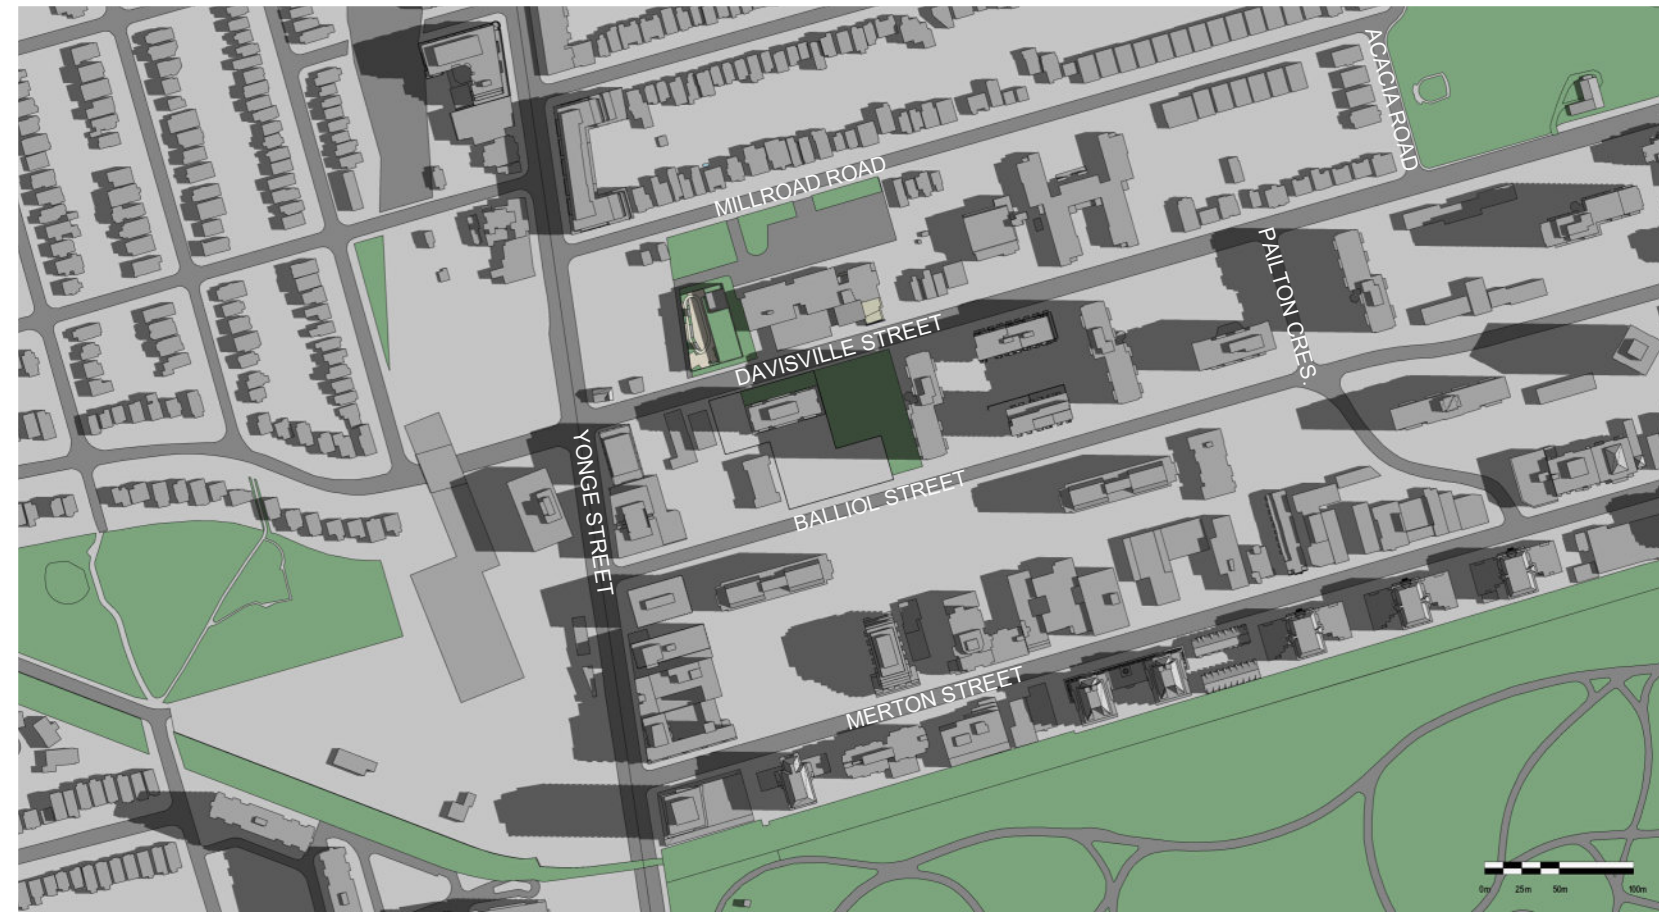 ACACIA ROAD
MILLROAD ROAD
PAILTON CRES.
DAVISVILLE STREET
YONGE STREET
BALLIOL STREET
MERTON STREET
0m 25m 50m 100m